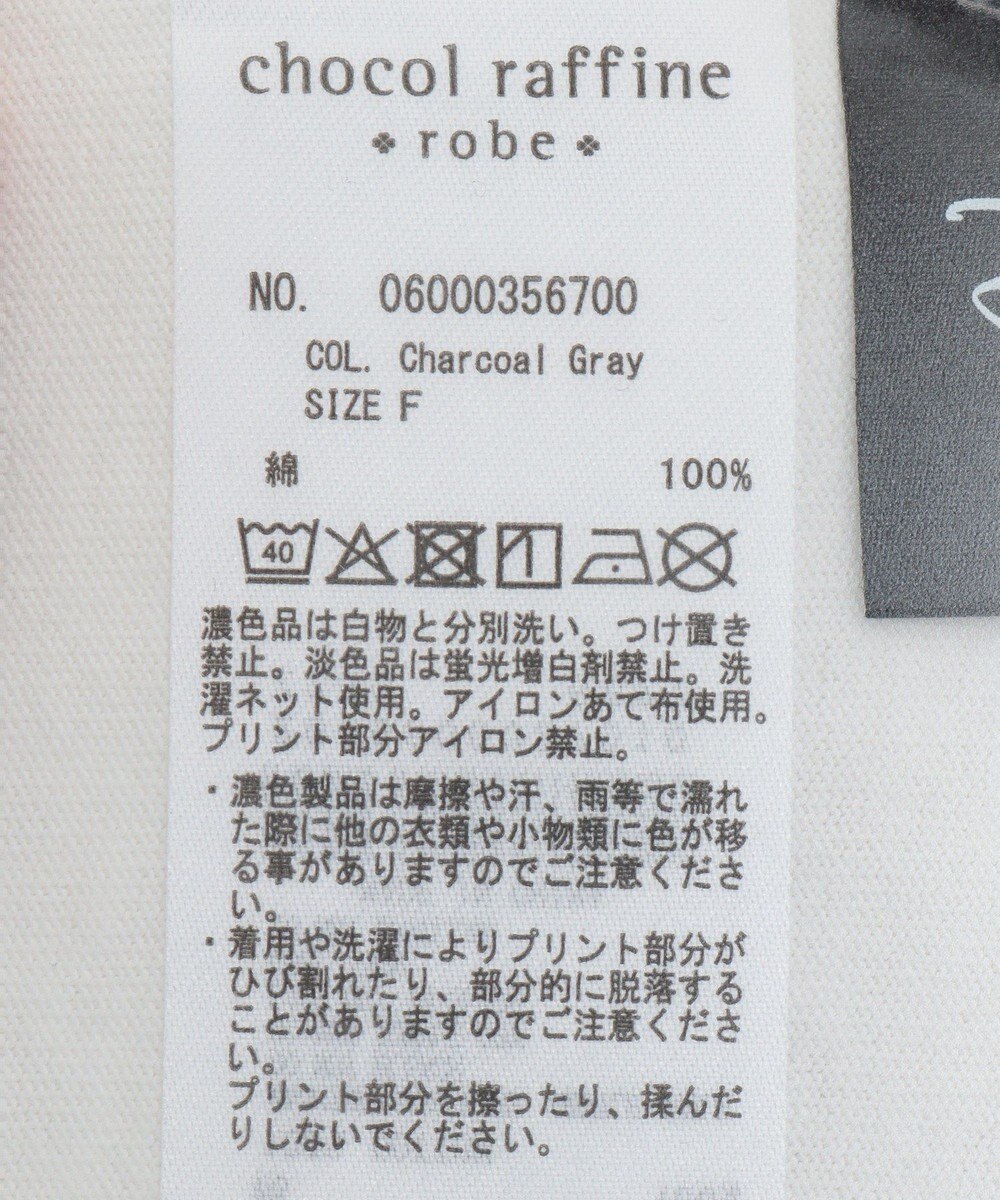 chocol raffine
robe
NO. 06000356700
COL. Charcoal Gray
SIZE F
綿 100%
40
濃色品は白物と分別洗い。つけ置き
禁止。淡色品は蛍光増白剤禁止。洗
濯ネット使用。アイロンあて布使用。
プリント部分アイロン禁止。
・濃色製品は摩擦や汗、雨等で濡れ
た際に他の衣類や小物類に色が移
る事がありますのでご注意くださ
い。
・着用や洗濯によりプリント部分が
ひび割れたり、部分的に脱落する
ことがありますのでご注意くださ
い。
プリント部分を擦ったり、揉んだ
りしないでください。